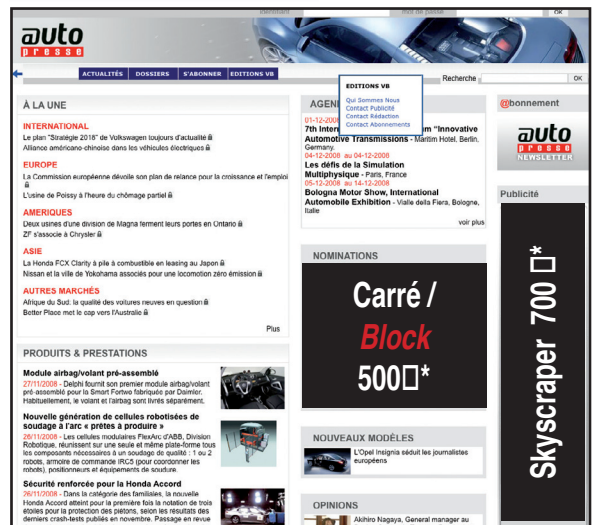 identifiant mot de passe OK
auto
presse
ACTUALITÉS DOSSIERS S'ABONNER EDITIONS VB
Recherche OK
À LA UNE
INTERNATIONAL
Le plan "Stratégie 2018" de Volkswagen toujours d'actualité
Alliance américano-chinoise dans les véhicules électriques
EUROPE
La Commission européenne dévoile son plan de relance pour la croissance et l'emploi
L'usine de Poissy à l'heure du chômage partiel
AMERIQUES
Deux usines d'une division de Magna ferment leurs portes en Ontario
ZF s'associe à Chrysler
ASIE
La Honda FCX Clarity à pile à combustible en leasing au Japon
Nissan et la ville de Yokohama associés pour une locomotion zéro émission
AUTRES MARCHÉS
Afrique du Sud: la qualité des voitures neuves en question
Better Place met le cap vers l'Australie
Plus
PRODUITS & PRESTATIONS
Module airbag/volant pré-assemblé
27/11/2008 - Delphi fournit son premier module airbag/volant
pré-assemblé pour la Smart Fortwo fabriquée par Daimler.
Habituellement, le volant et l'airbag sont livrés séparément,
Nouvelle génération de cellules robotisées de
soudage à l'arc « prêtes à produire »
26/11/2008 - Les cellules modulaires FlexArc d'ABB, Division
Robotique, réunissent sur une seule et même plate-forme tous
les composants nécessaires à un soudage de qualité : 1 ou 2
robots, armoire de commande IRC5 (pour coordonner les
robots), positionneurs et équipements de soudure.
Sécurité renforcée pour la Honda Accord
26/11/2008 - Dans la catégorie des familiales, la nouvelle
Honda Accord atteint pour la première fois la notation de trois
étoiles pour la protection des piétons, selon les résultats des
derniers crash-tests publiés en novembre. Passage en revue
EDITIONS VB
Qui Sommes Nous
Contact Publicité
Contact Rédaction
Contact Abonnements
01-12-2008
7th "Innovative
Automotive Transmissions - Maritim Hotel, Berlin,
Germany.
04-12-2008 au 04-12-2008
Les défis de la Simulation
Multiphysique - Paris, France
05-12-2008 au 14-12-2008
Bologna Motor Show, International
Automobile Exhibition - Vialle della Fiera, Bologne,
Italie
voir plus
NOMINATIONS
Carré /
Block
500□*
NOUVEAUX MODÈLES
L'Opel Insignia séduit les journalistes
européens
OPINIONS
Akihiro Nagaya, General manager au
@bonnement
auto
presse
NEWSLETTER
Publicité
Skyscraper 700 □*